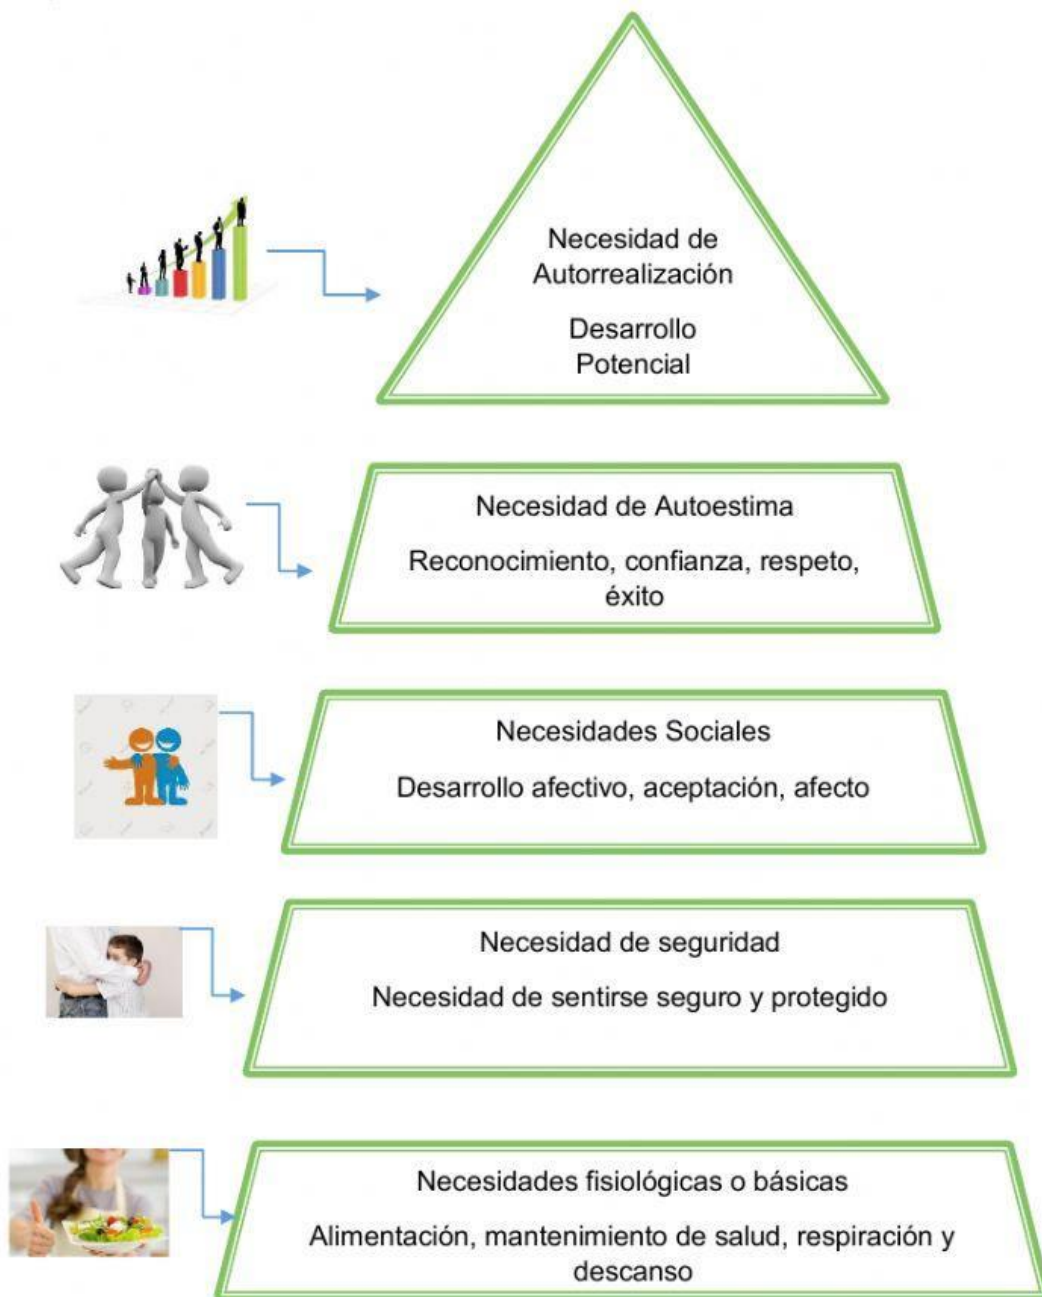 Necesidad de
Autorrealización
Desarrollo
Potencial
Necesidad de Autoestima
Reconocimiento, confianza, respeto,
éxito
Necesidades Sociales
Desarrollo afectivo, aceptación, afecto
Necesidad de seguridad
Necesidad de sentirse seguro y protegido
Necesidades fisiológicas o básicas
Alimentación, mantenimiento de salud, respiración y
descanso